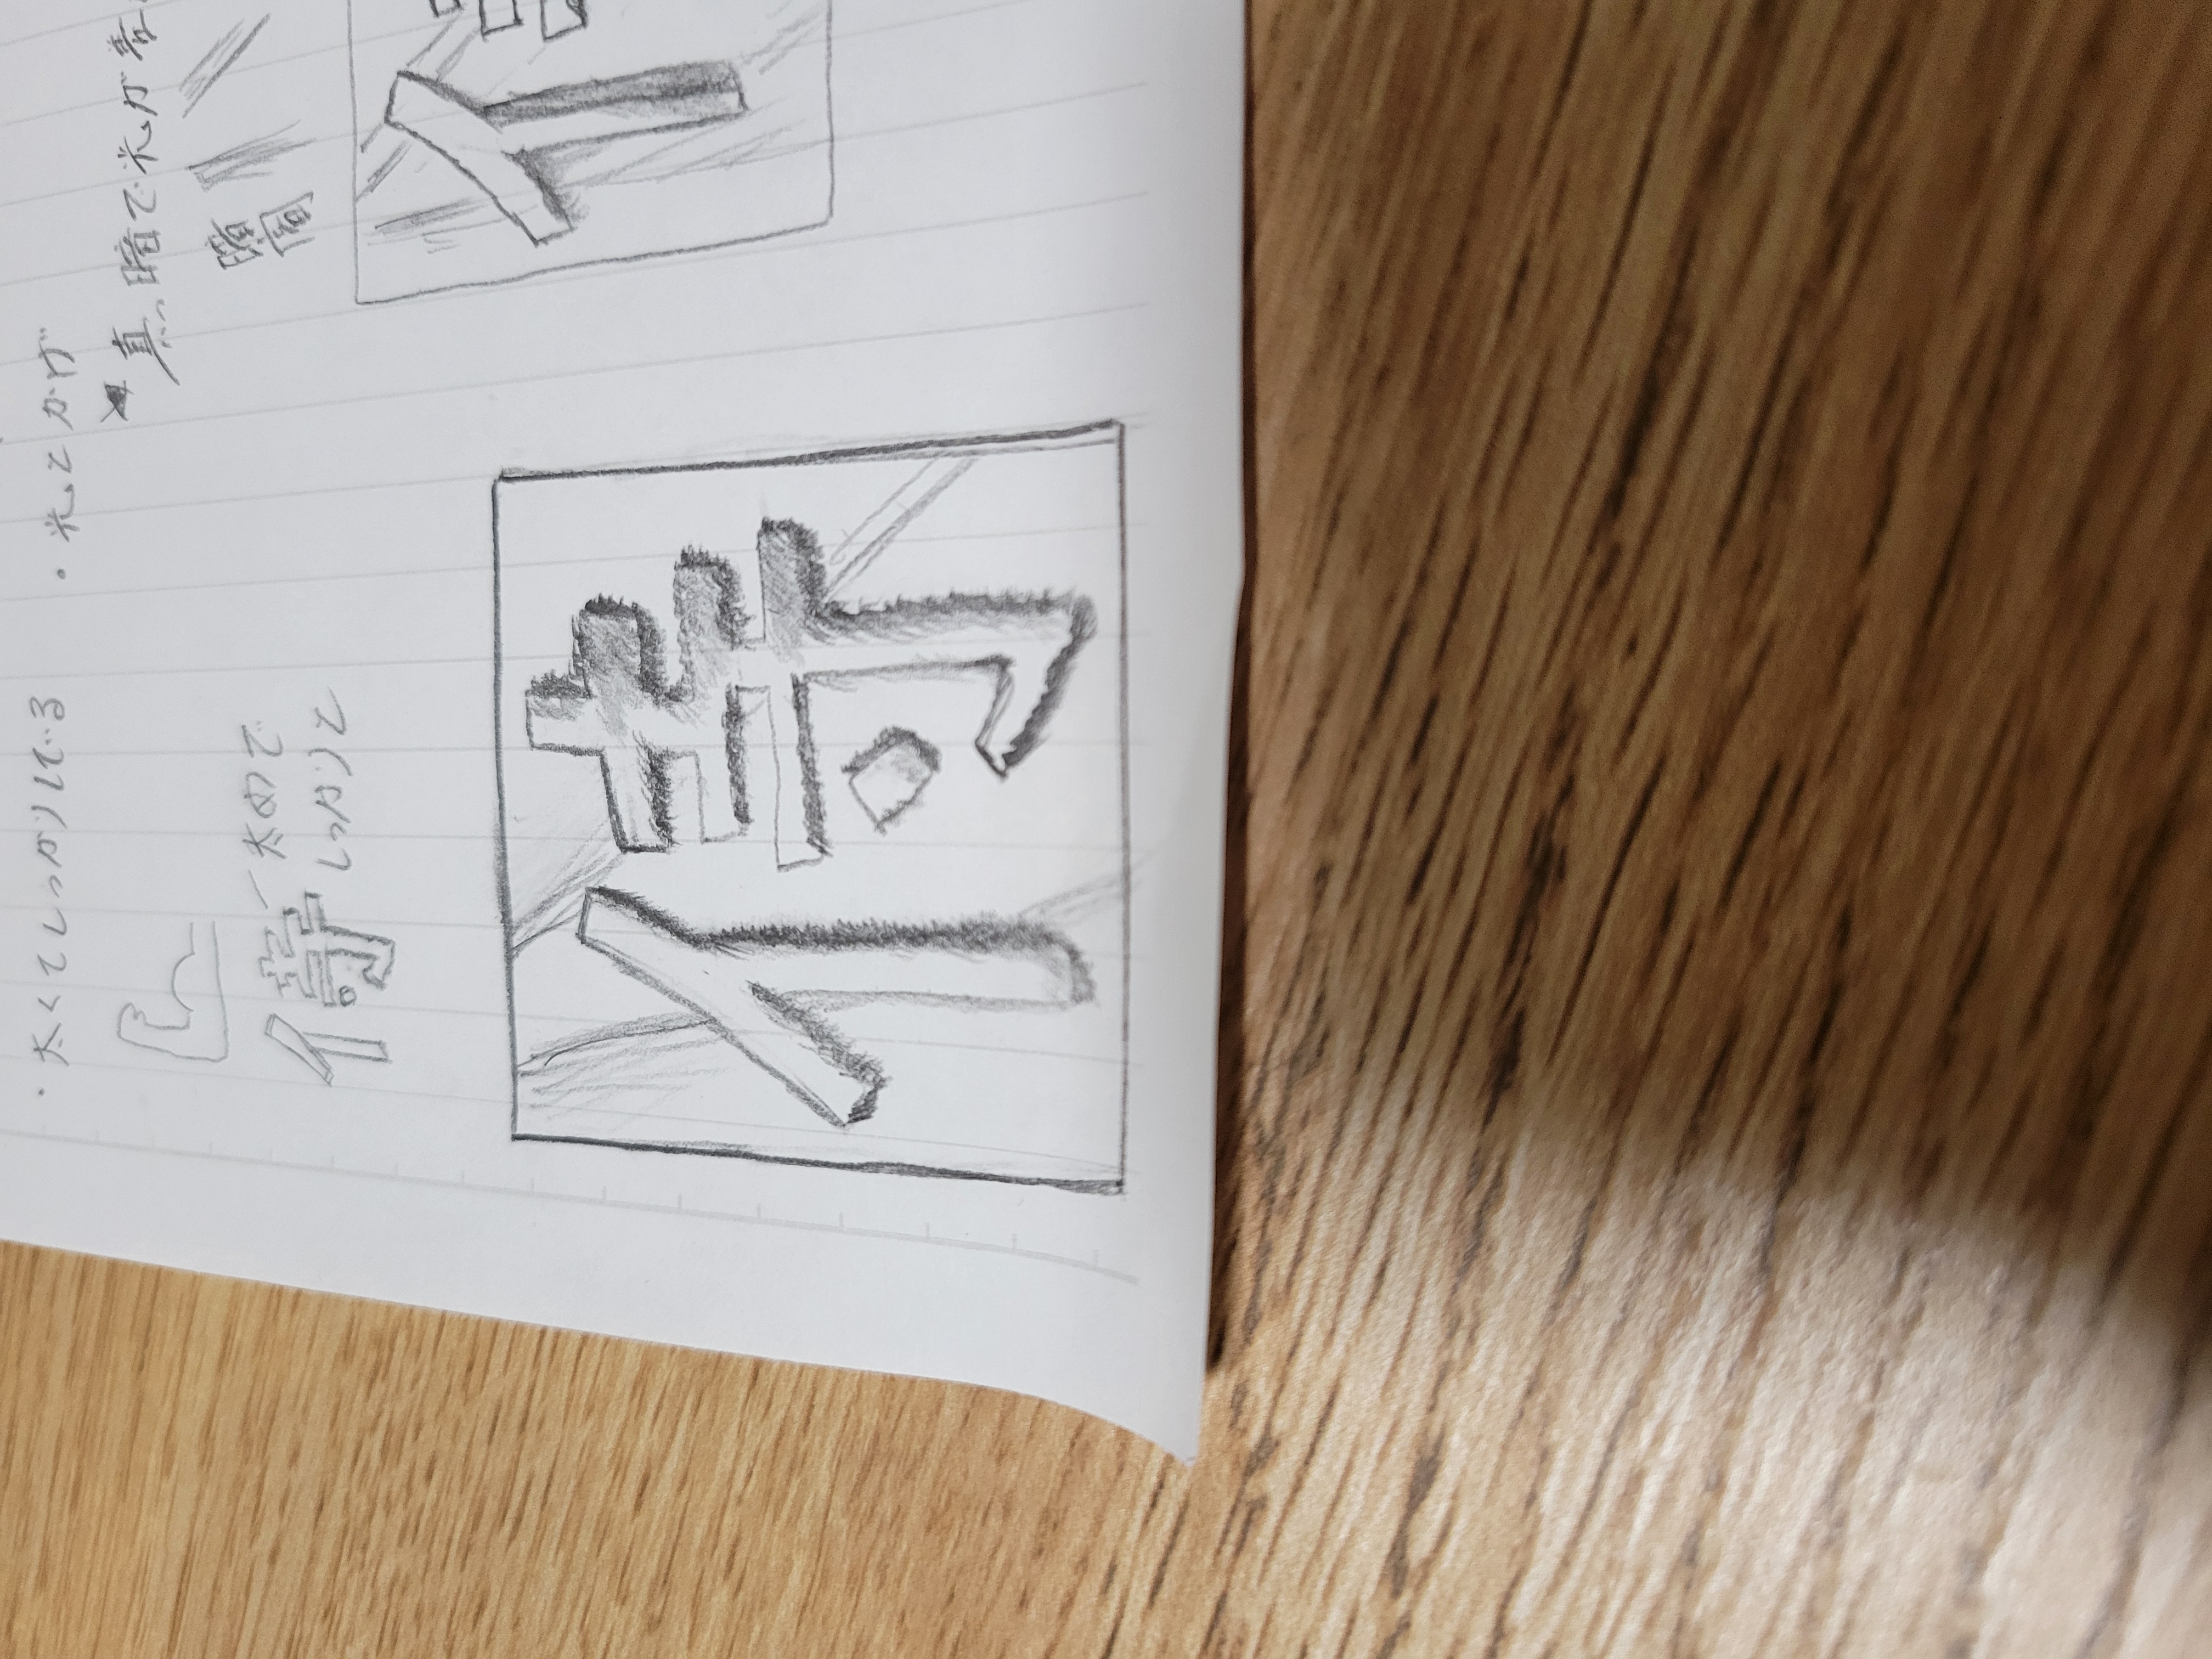 ・太くてしっかりしている
・光とかげ
真っ暗で光が
暗
闇
侍
太めで
しっかりと
侍